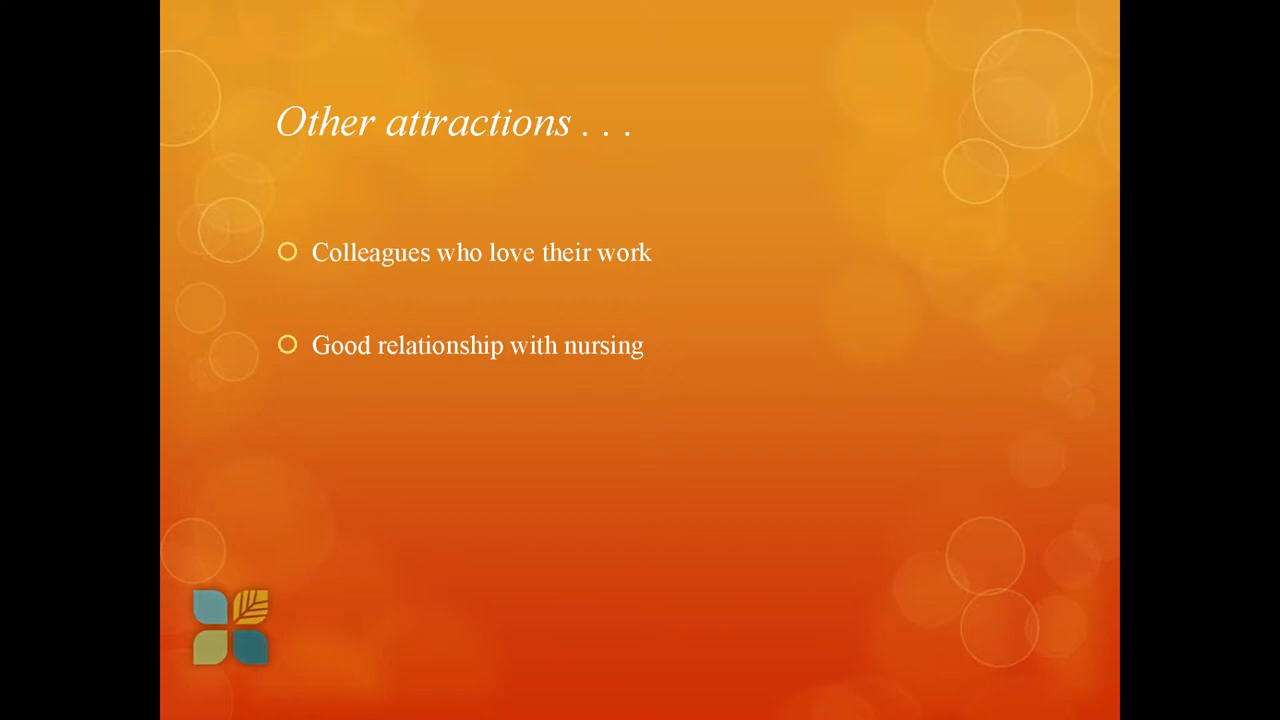 Other attractions . . .
Colleagues who love their work
Good relationship with nursing